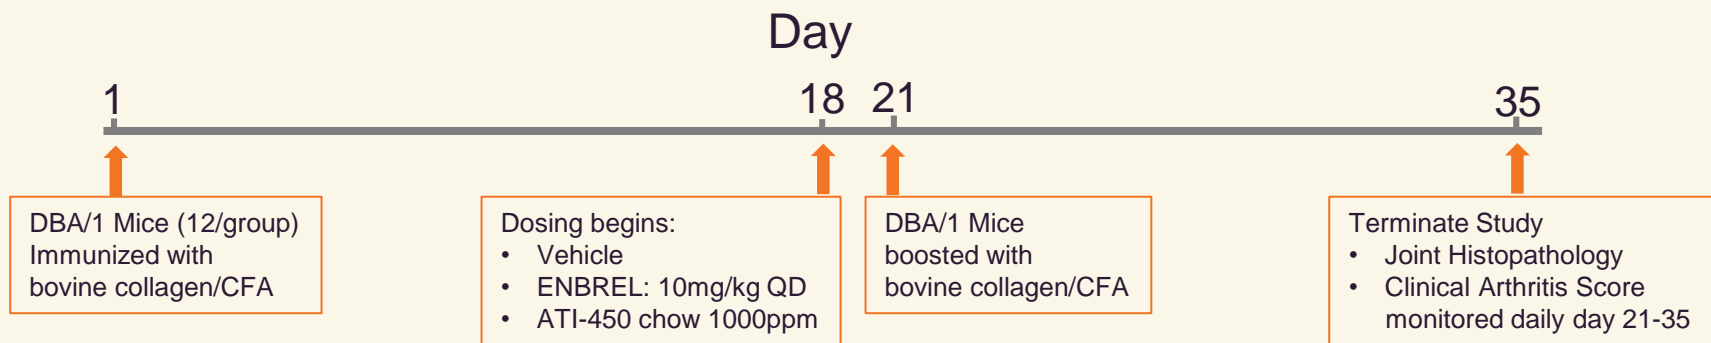 Day
1
18
21
35
DBA/1 Mice (12/group)
Immunized with
bovine collagen/CFA
Dosing begins:
• Vehicle
• ENBREL: 10mg/kg QD
• ATI-450 chow 1000ppm
DBA/1 Mice
boosted with
bovine collagen/CFA
Terminate Study
• Joint Histopathology
• Clinical Arthritis Score
monitored daily day 21-35